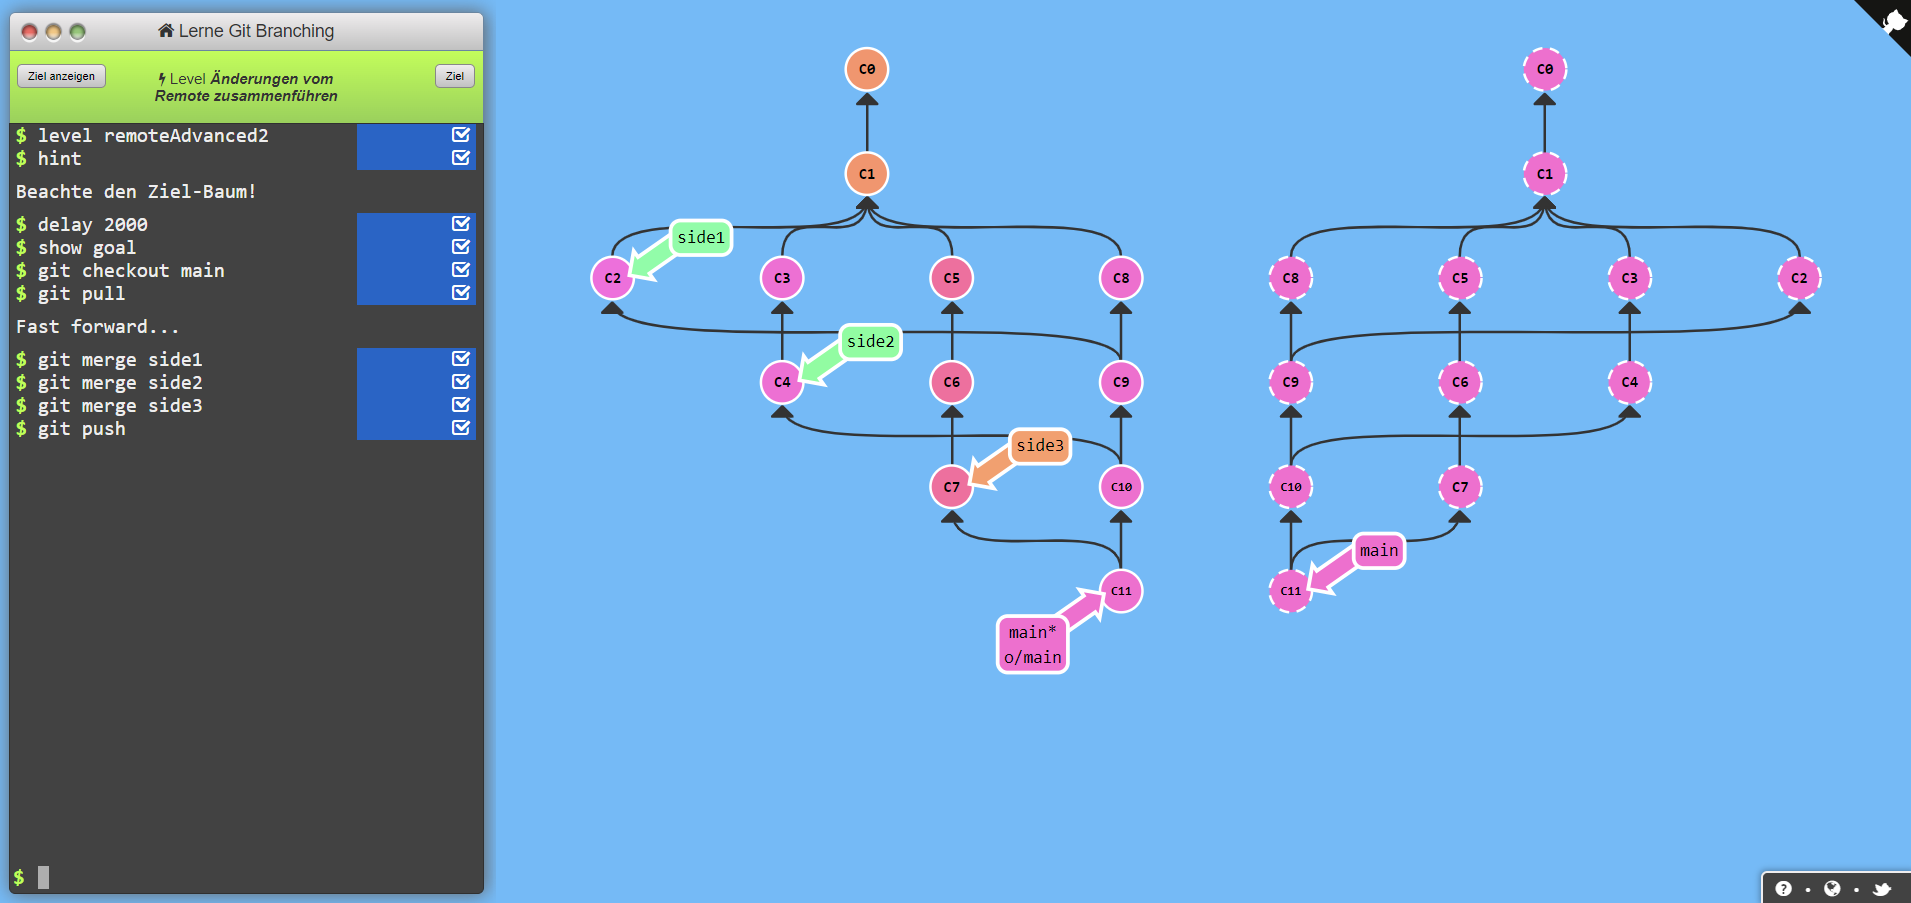 Lerne Git Branching
Ziel anzeigen
Level Änderungen vom
Remote zusammenführen
Ziel
$ level remoteAdvanced2
$ hint
Beachte den Ziel-Baum!
$ delay 2000
$ show goal
$ git checkout main
$ git pull
Fast forward...
$ git merge side1
$ git merge side2
$ git merge side3
$ git push
$
C0
C1
side1
C2
C3
C5
C8
side2
C4
C6
C9
side3
C7
C10
C11
main*
o/main
C0
C1
C8
C5
C3
C2
C9
C6
C4
C10
C7
main
C11
?